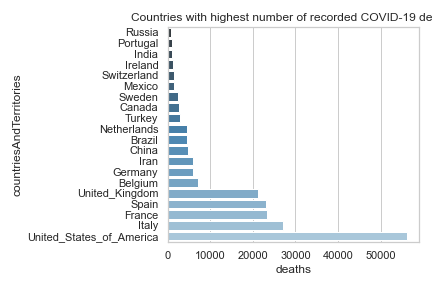 Countries with highest number of recorded COVID-19 de
Russia
Portugal
India
Ireland
Switzerland
Mexico
Sweden
Canada
Turkey
Netherlands
Brazil
China
Iran
Germany
Belgium
United_Kingdom
Spain
France
Italy
United_States_of_America
countriesAndTerritories
0 10000 20000 30000 40000 50000
deaths